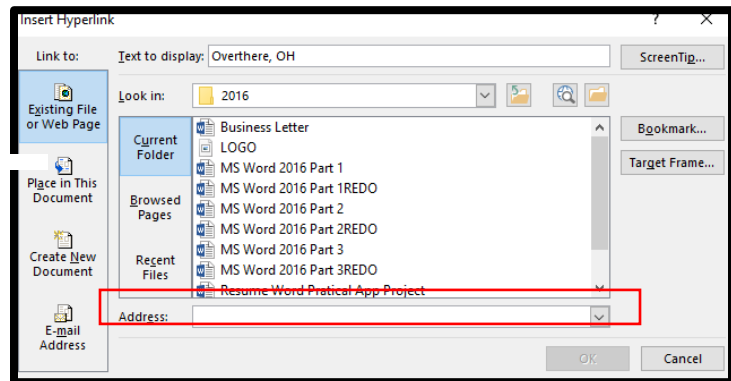 Insert Hyperlink ? X
Link to:
Text to display: Overthere, OH
ScreenTip...
Look in: 2016
Existing File
or Web Page
Place in This
Document
Create New
Document
E-mail
Address
Current
Folder
Browsed
Pages
Recent
Files
Business Letter
LOGO
MS Word 2016 Part 1
MS Word 2016 Part 1REDO
MS Word 2016 Part 2
MS Word 2016 Part 2REDO
MS Word 2016 Part 3
MS Word 2016 Part 3REDO
Resume Word Pratical App Project
Bookmark...
Target Frame...
Address:
OK
Cancel